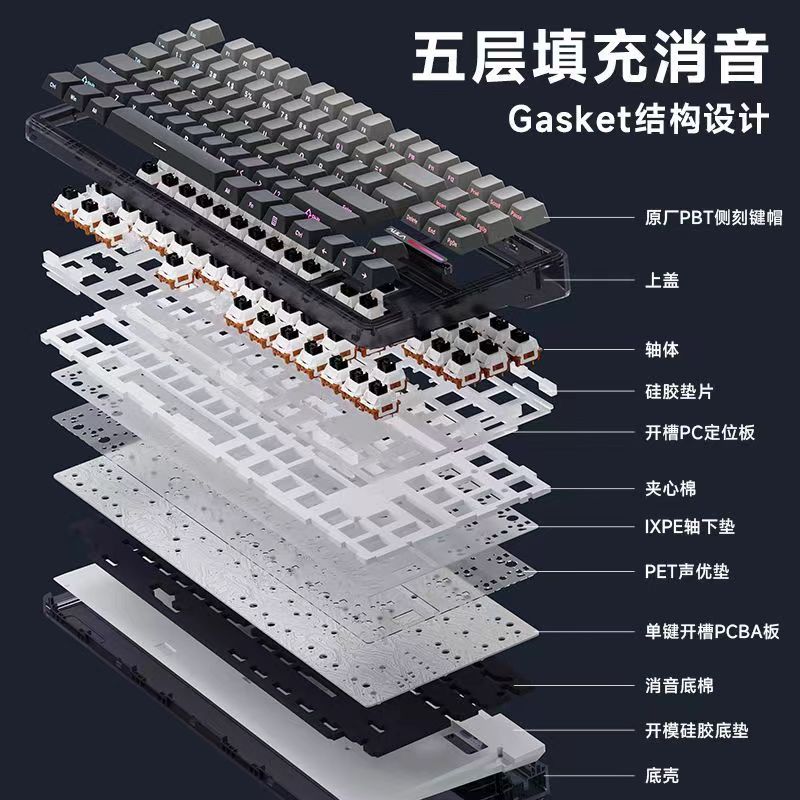 五层填充消音
Gasket结构设计
原厂PBT侧刻键帽
上盖
轴体
硅胶垫片
开槽PC定位板
夹心棉
IXPE轴下垫
PET声优垫
单键开槽PCBA板
消音底棉
开模硅胶底垫
底壳